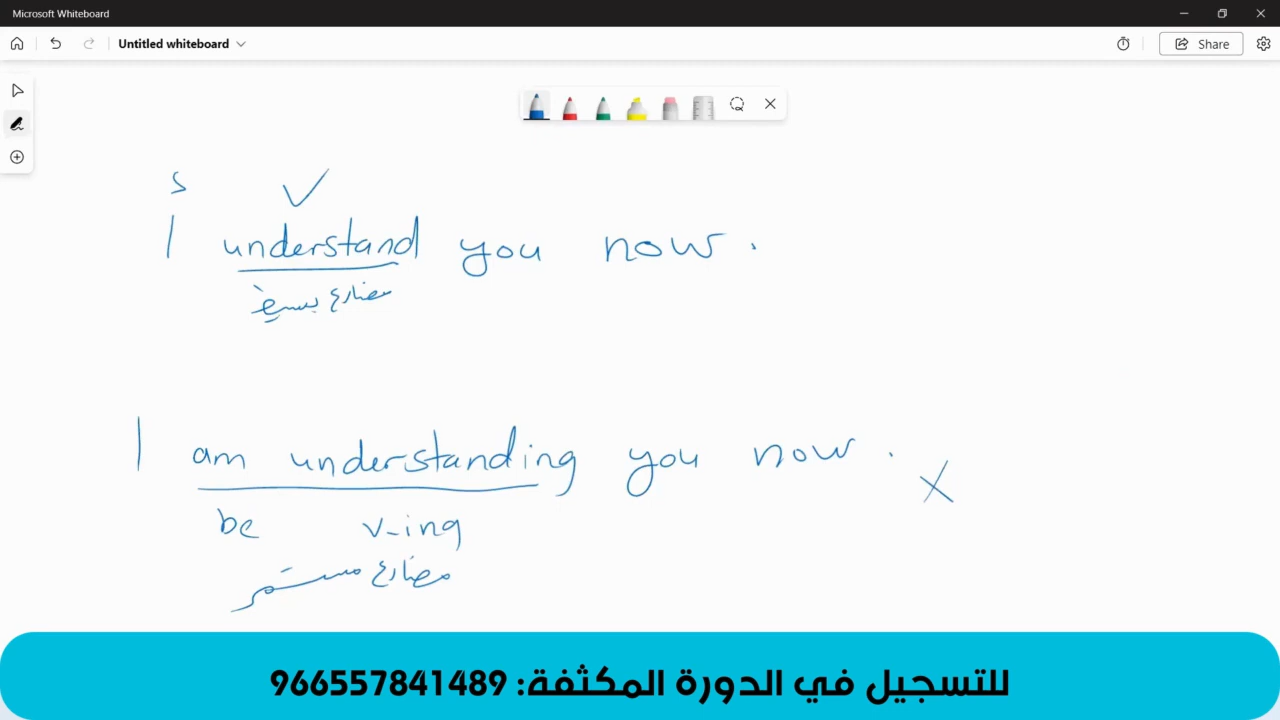 Microsoft Whiteboard
Untitled whiteboard
Share
s
I understand you now.
مضارع بسيط
I am understanding you now.
be v-ing
مضارع مستمر
للتسجيل في الدورة المكثفة: 966557841489